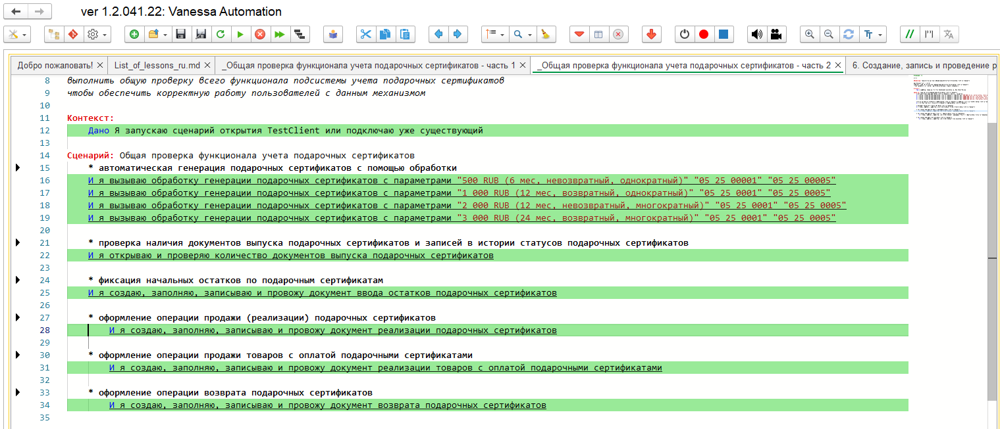 ver 1.2.041.22: Vanessa Automation
Добро пожаловать! List_of_lessons_ru.md _Общая проверка функционала учета подарочных сертификатов - часть 1 _Общая проверка функционала учета подарочных сертификатов - часть 2 6. Создание, запись и проведение р
8 выполнить общую проверку всего функционала подсистемы учета подарочных сертификатов
9 чтобы обеспечить корректную работу пользователей с данным механизмом
10
11 Контекст:
12 Дано Я запускаю сценарий открытия TestClient или подключаю уже существующий
13
14 Сценарий: Общая проверка функционала учета подарочных сертификатов
15 * автоматическая генерация подарочных сертификатов с помощью обработки
16 И я вызываю обработку генерации подарочных сертификатов с параметрами "500 RUB (6 мес, невозвратный, однократный)" "05 25 00001" "05 25 00005"
17 И я вызываю обработку генерации подарочных сертификатов с параметрами "1 000 RUB (12 мес, возвратный, однократный)" "05 25 0001" "05 25 0005"
18 И я вызываю обработку генерации подарочных сертификатов с параметрами "2 000 RUB (12 мес, невозвратный, многократный)" "05 25 0001" "05 25 0005"
19 И я вызываю обработку генерации подарочных сертификатов с параметрами "3 000 RUB (24 мес, возвратный, многократный)" "05 25 0001" "05 25 0005"
20
21 * проверка наличия документов выпуска подарочных сертификатов и записей в истории статусов подарочных сертификатов
22 И я открываю и проверяю количество документов выпуска подарочных сертификатов
23
24 * фиксация начальных остатков по подарочным сертификатам
25 И я создаю, заполняю, записываю и провожу документ ввода остатков подарочных сертификатов
26
27 * оформление операции продажи (реализации) подарочных сертификатов
28 И я создаю, заполняю, записываю и провожу документ реализации подарочных сертификатов
29
30 * оформление операции продажи товаров с оплатой подарочными сертификатами
31 И я создаю, заполняю, записываю и провожу документ реализации товаров с оплатой подарочными сертификатами
32
33 * оформление операции возврата подарочных сертификатов
34 И я создаю, заполняю, записываю и провожу документ возврата подарочных сертификатов
35